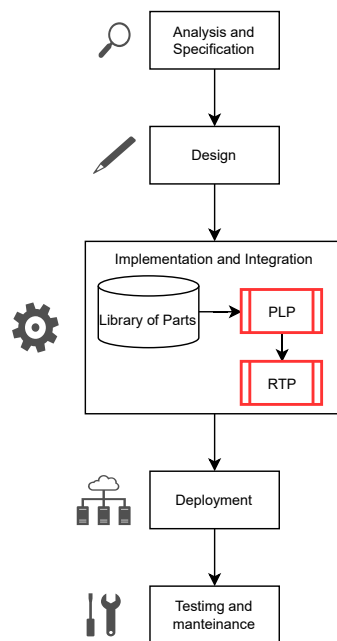 Analysis and
Specification
Design
Implementation and Integration
Library of Parts
PLP
RTP
Deployment
Testimg and
manteinance